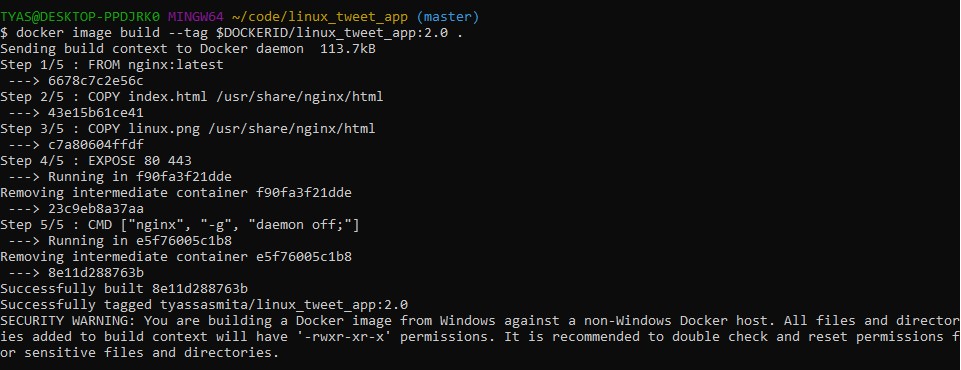 TYAS@DESKTOP-PPDJRK0 MINGW64 ~/code/linux_tweet_app (master)
$ docker image build --tag $DOCKERID/linux_tweet_app:2.0 .
Sending build context to Docker daemon  113.7kB
Step 1/5 : FROM nginx:latest
 ---> 6678c7c2e56c
Step 2/5 : COPY index.html /usr/share/nginx/html
 ---> 43e15b61ce41
Step 3/5 : COPY linux.png /usr/share/nginx/html
 ---> c7a80604ffdf
Step 4/5 : EXPOSE 80 443
 ---> Running in f90fa3f21dde
Removing intermediate container f90fa3f21dde
 ---> 23c9eb8a37aa
Step 5/5 : CMD ["nginx", "-g", "daemon off;"]
 ---> Running in e5f76005c1b8
Removing intermediate container e5f76005c1b8
 ---> 8e11d288763b
Successfully built 8e11d288763b
Successfully tagged tyassasmita/linux_tweet_app:2.0
SECURITY WARNING: You are building a Docker image from Windows against a non-Windows Docker host. All files and director
ies added to build context will have '-rwxr-xr-x' permissions. It is recommended to double check and reset permissions f
or sensitive files and directories.